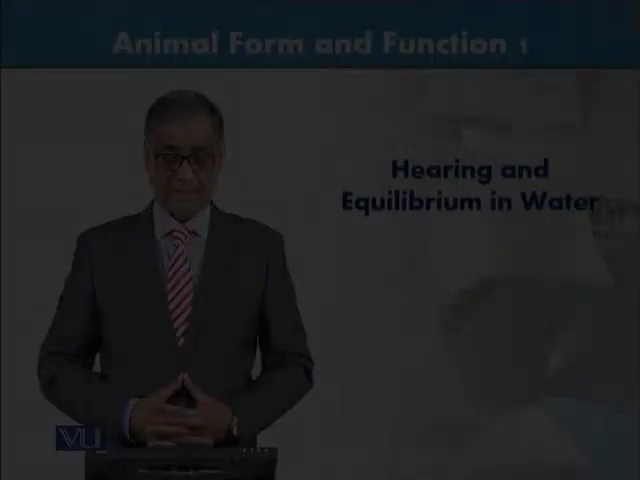 Animal Form and Function 1
Hearing and
Equilibrium in Water
VU